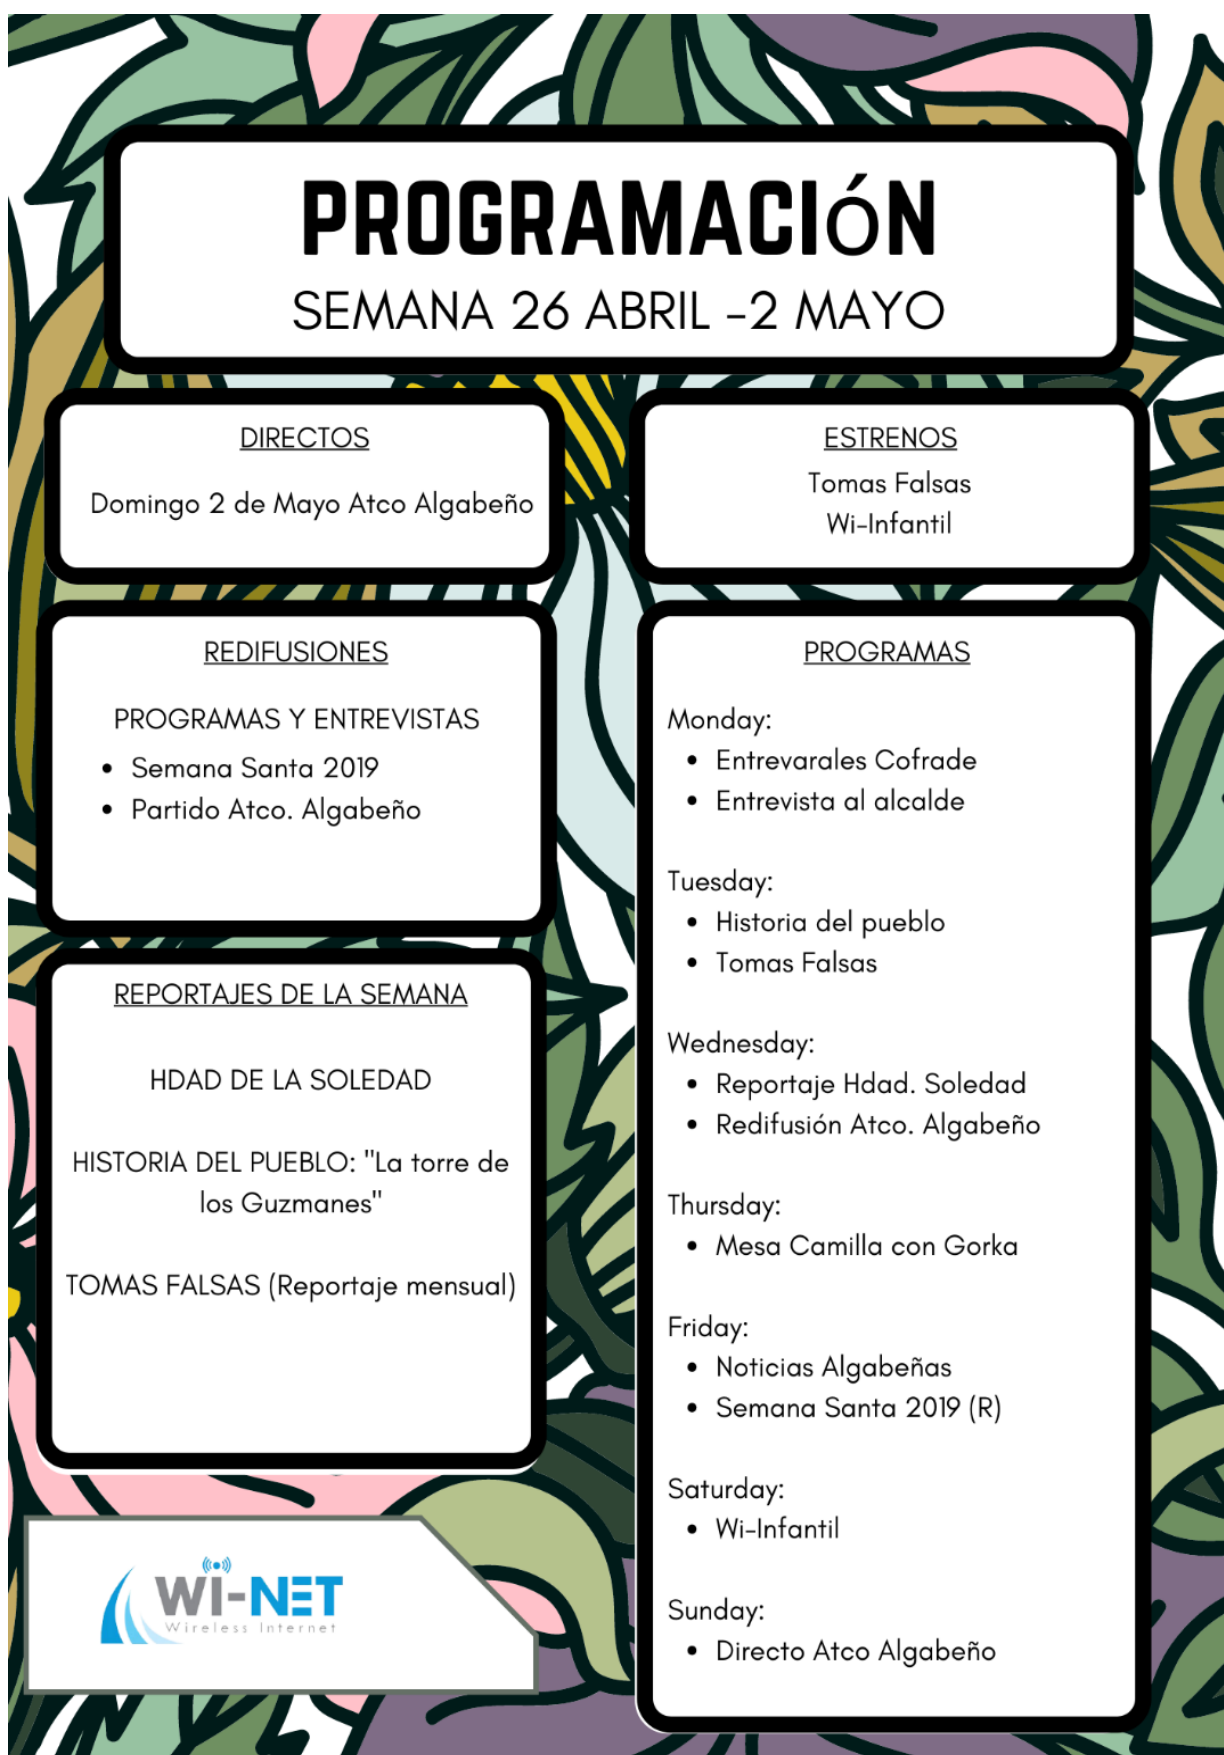 PROGRAMACIÓN
SEMANA 26 ABRIL -2 MAYO
DIRECTOS
Domingo 2 de Mayo Atco Algabeño
ESTRENOS
Tomas Falsas
Wi-Infantil
REDIFUSIONES
PROGRAMAS Y ENTREVISTAS
• Semana Santa 2019
• Partido Atco. Algabeño
REPORTAJES DE LA SEMANA
HDAD DE LA SOLEDAD
HISTORIA DEL PUEBLO: "La torre de
los Guzmanes"
TOMAS FALSAS (Reportaje mensual)
PROGRAMAS
Monday:
• Entrevarales Cofrade
• Entrevista al alcalde
Tuesday:
• Historia del pueblo
• Tomas Falsas
Wednesday:
• Reportaje Hdad. Soledad
• Redifusión Atco. Algabeño
Thursday:
• Mesa Camilla con Gorka
Friday:
• Noticias Algabeñas
• Semana Santa 2019 (R)
Saturday:
• Wi-Infantil
Sunday:
• Directo Atco Algabeño
Wi-NET
Wireless Internet